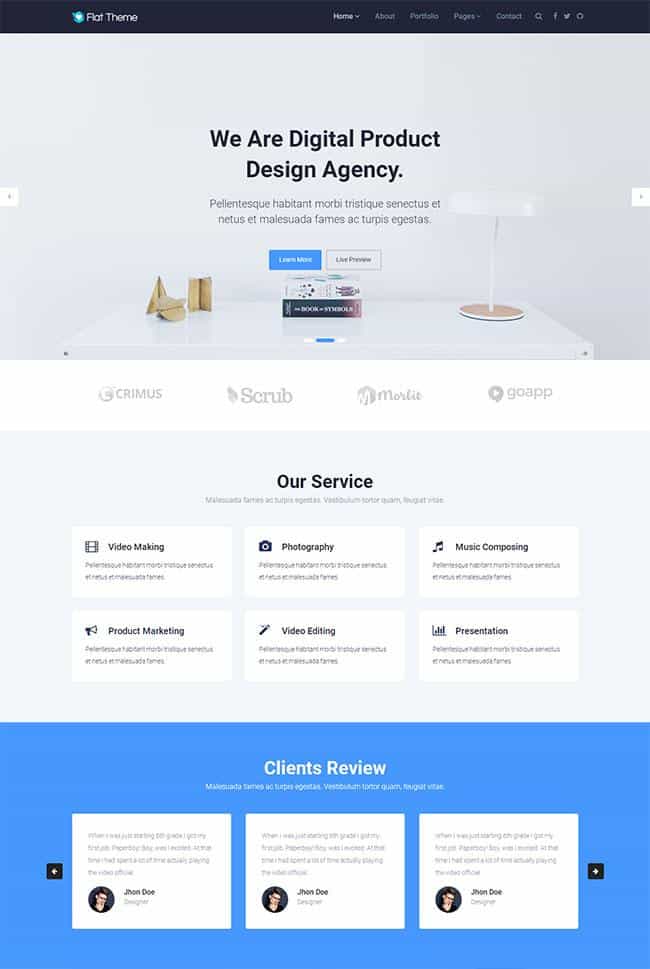 Flat Theme
Home About Portfolio Pages Contact
We Are Digital Product
Design Agency.
Pellentesque habitant morbi tristique senectus et
netus et malesuada fames ac turpis egestas.
Learn More Live Preview
THE BOOK OF SYMBOLS
CRIMUS Scrub Morbit goapp
Our Service
Malesuada fames ac turpis egestas. Vestibulum tortor quam, feugiat vitae.
Video Making
Pellentesque habitant morbi tristique senectus
et netus et malesuada fames
Photography
Pellentesque habitant morbi tristique senectus
et netus et malesuada fames
Music Composing
Pellentesque habitant morbi tristique senectus
et netus et malesuada fames
Product Marketing
Pellentesque habitant morbi tristique senectus
et netus et malesuada fames
Video Editing
Pellentesque habitant morbi tristique senectus
et netus et malesuada fames
Presentation
Pellentesque habitant morbi tristique senectus
et netus et malesuada fames
Clients Review
Malesuada fames ac turpis egestas. Vestibulum tortor quam, feugiat vitae.
When I was just starting 6th grade I got my
first job. Paperboy! Boy, was I excited. At that
time I had spent a lot of time actually playing
the video official
Jhon Doe
Designer
When I was just starting 6th grade I got my
first job. Paperboy! Boy, was I excited. At that
time I had spent a lot of time actually playing
the video official
Jhon Doe
Designer
When I was just starting 6th grade I got my
first job. Paperboy! Boy, was I excited. At that
time I had spent a lot of time actually playing
the video official
Jhon Doe
Designer